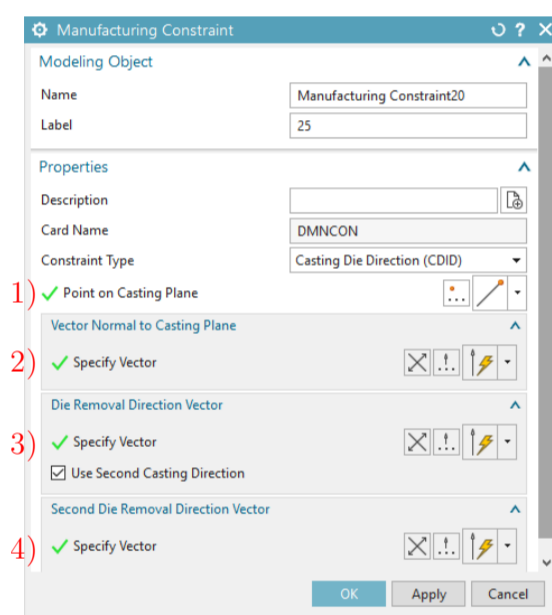 Manufacturing Constraint
Modeling Object
Name Manufacturing Constraint20
Label 25
Properties
Description
Card Name DMNCON
Constraint Type Casting Die Direction (CDID)
1) Point on Casting Plane
Vector Normal to Casting Plane
2) Specify Vector
Die Removal Direction Vector
3) Specify Vector
Use Second Casting Direction
Second Die Removal Direction Vector
4) Specify Vector
OK Apply Cancel